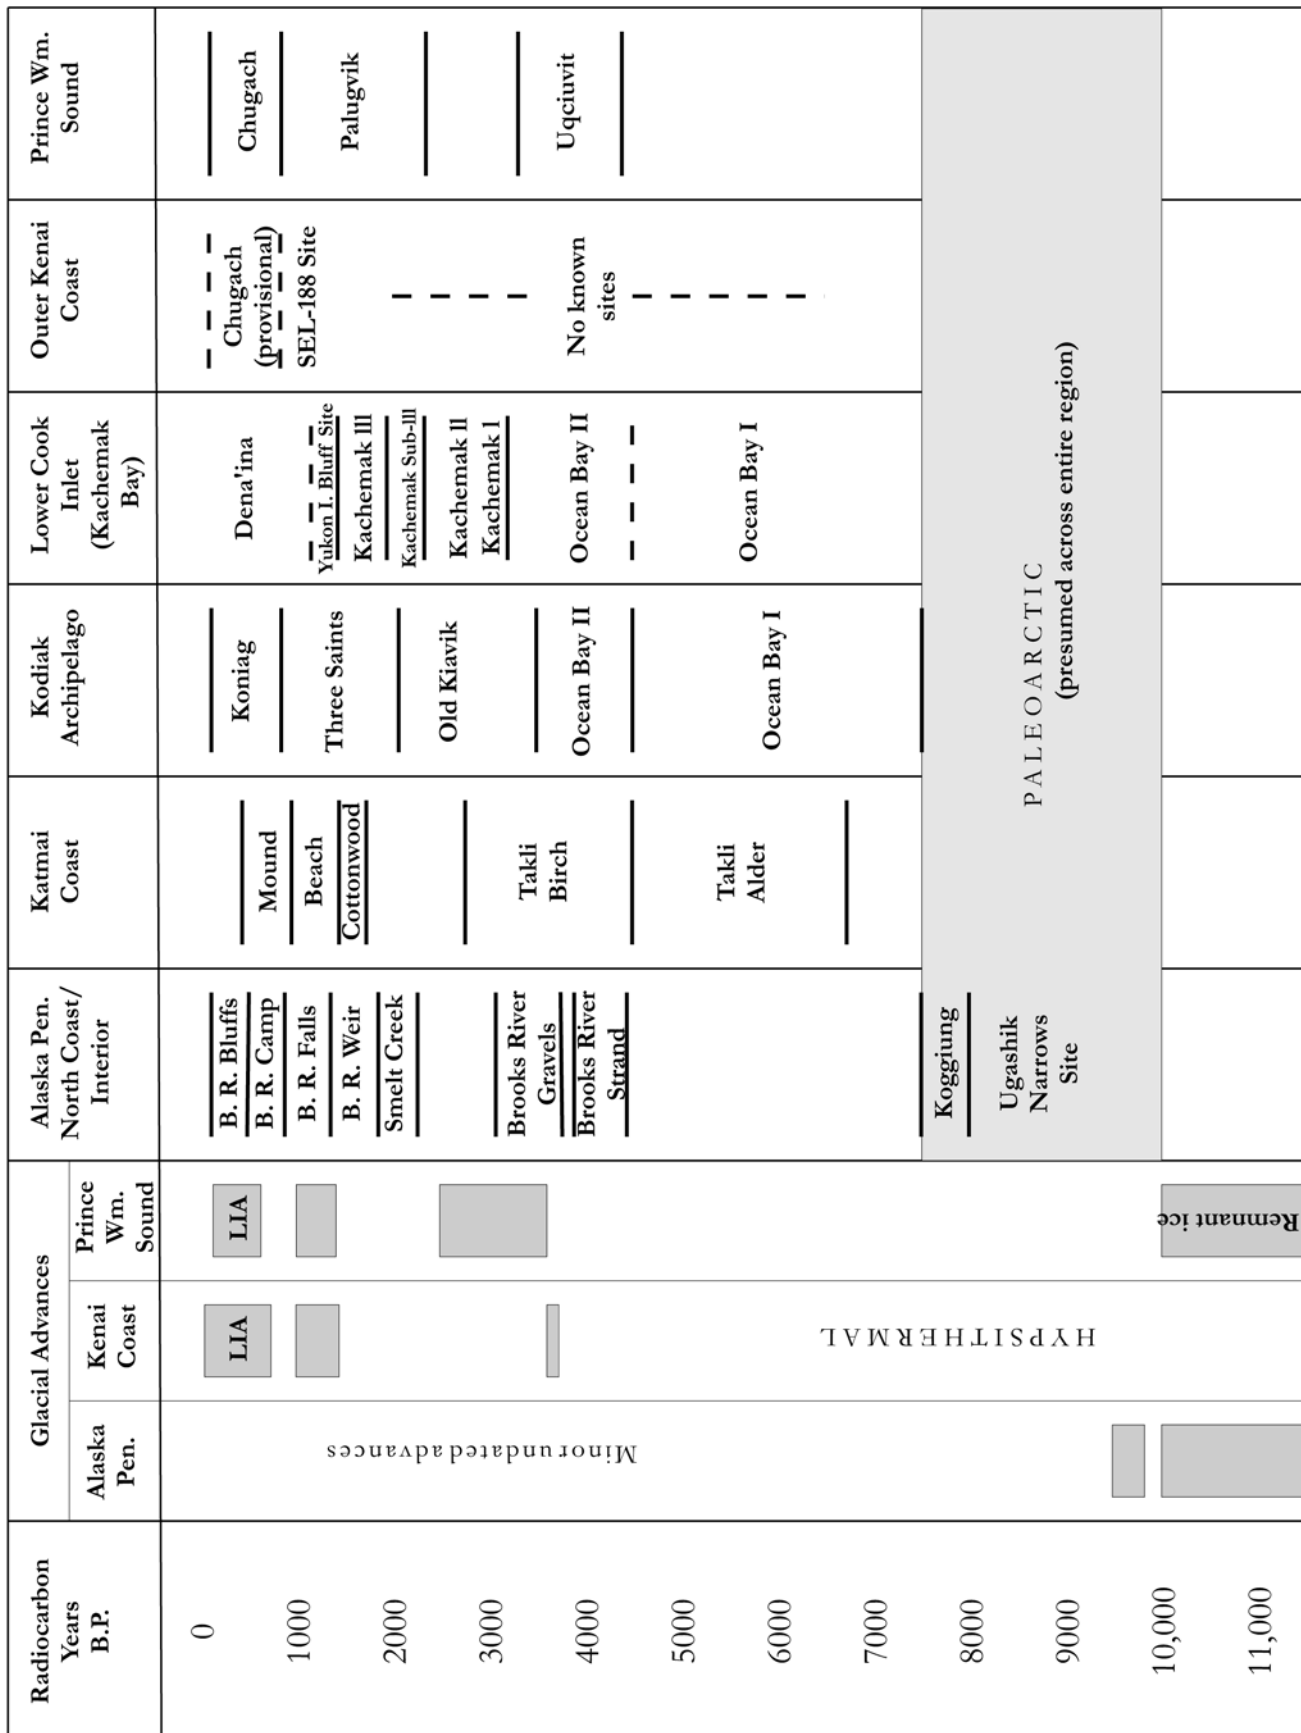 Radiocarbon
Years
B.P.
Glacial Advances
Alaska
Pen.
Kenai
Coast
Prince
Wm.
Sound
Alaska Pen.
North Coast/
Interior
Katmai
Coast
Kodiak
Archipelago
Lower Cook
Inlet
(Kachemak
Bay)
Outer Kenai
Coast
Prince Wm.
Sound
0
1000
2000
3000
4000
5000
6000
7000
8000
9000
10,000
11,000
Minor undated advances
LIA
HYPSITHERMAL
LIA
Remnant ice
B. R. Bluffs
B. R. Camp
B. R. Falls
B. R. Weir
Smelt Creek
Brooks River
Gravels
Brooks River
Strand
Koggiung
Ugashik
Narrows
Site
Mound
Beach
Cottonwood
Takli
Birch
Takli
Alder
Koniag
Three Saints
Old Kiavik
Ocean Bay II
Ocean Bay I
Dena'ina
Yukon I. Bluff Site
Kachemak III
Kachemak Sub-III
Kachemak II
Kachemak I
Ocean Bay II
Ocean Bay I
Chugach
(provisional)
SEL-188 Site
No known
sites
Chugach
Palugvik
Uqciuvit
PALEOARCTIC
(presumed across entire region)